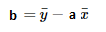 b = ȳ − a x̄